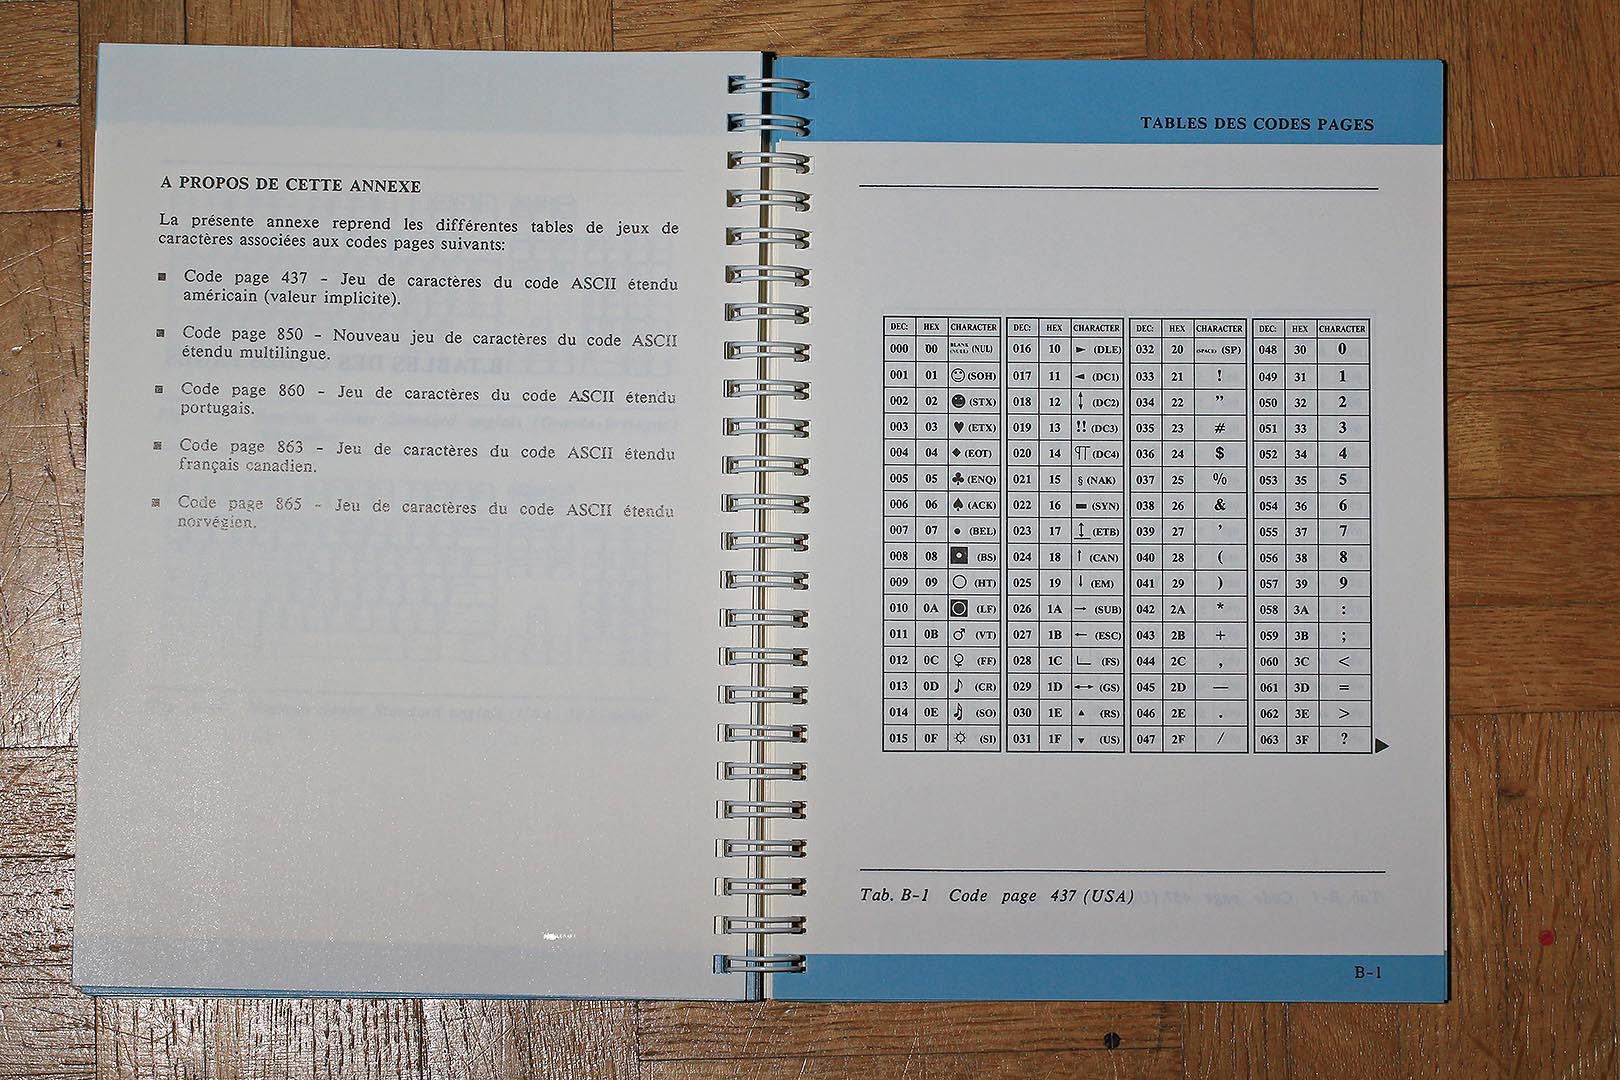 A PROPOS DE CETTE ANNEXE
La présente annexe reprend les différentes tables de jeux de
caractères associées aux codes pages suivants:
■ Code page 437 - Jeu de caractères du code ASCII étendu
américain (valeur implicite).
■ Code page 850 - Nouveau jeu de caractères du code ASCII
étendu multilingue.
■ Code page 860 - Jeu de caractères du code ASCII étendu
portugais.
■ Code page 863 - Jeu de caractères du code ASCII étendu
français canadien.
■ Code page 865 - Jeu de caractères du code ASCII étendu
norvégien.
TABLES DES CODES PAGES
DEC: HEX CHARACTER DEC: HEX CHARACTER DEC: HEX CHARACTER DEC: HEX CHARACTER
000 00 BLANK (NULL) (NUL) 016 10 ► (DLE) 032 20 (SPACE) (SP) 048 30 0
001 01 ☺ (SOH) 017 11 ◄ (DC1) 033 21 ! 049 31 1
002 02 ☻ (STX) 018 12 ↕ (DC2) 034 22 ” 050 32 2
003 03 ♥ (ETX) 019 13 !! (DC3) 035 23 # 051 33 3
004 04 ♦ (EOT) 020 14 ¶ (DC4) 036 24 $ 052 34 4
005 05 ♣ (ENQ) 021 15 § (NAK) 037 25 % 053 35 5
006 06 ♠ (ACK) 022 16 ▬ (SYN) 038 26 & 054 36 6
007 07 • (BEL) 023 17 ↨ (ETB) 039 27 ’ 055 37 7
008 08 ◘ (BS) 024 18 ↑ (CAN) 040 28 ( 056 38 8
009 09 ○ (HT) 025 19 ↓ (EM) 041 29 ) 057 39 9
010 0A ◙ (LF) 026 1A → (SUB) 042 2A * 058 3A :
011 0B ♂ (VT) 027 1B ← (ESC) 043 2B + 059 3B ;
012 0C ♀ (FF) 028 1C ∟ (FS) 044 2C , 060 3C <
013 0D ♪ (CR) 029 1D ↔ (GS) 045 2D — 061 3D =
014 0E ♫ (SO) 030 1E ▲ (RS) 046 2E . 062 3E >
015 0F ☼ (SI) 031 1F ▼ (US) 047 2F / 063 3F ?
Tab. B-1 Code page 437 (USA)
B-1